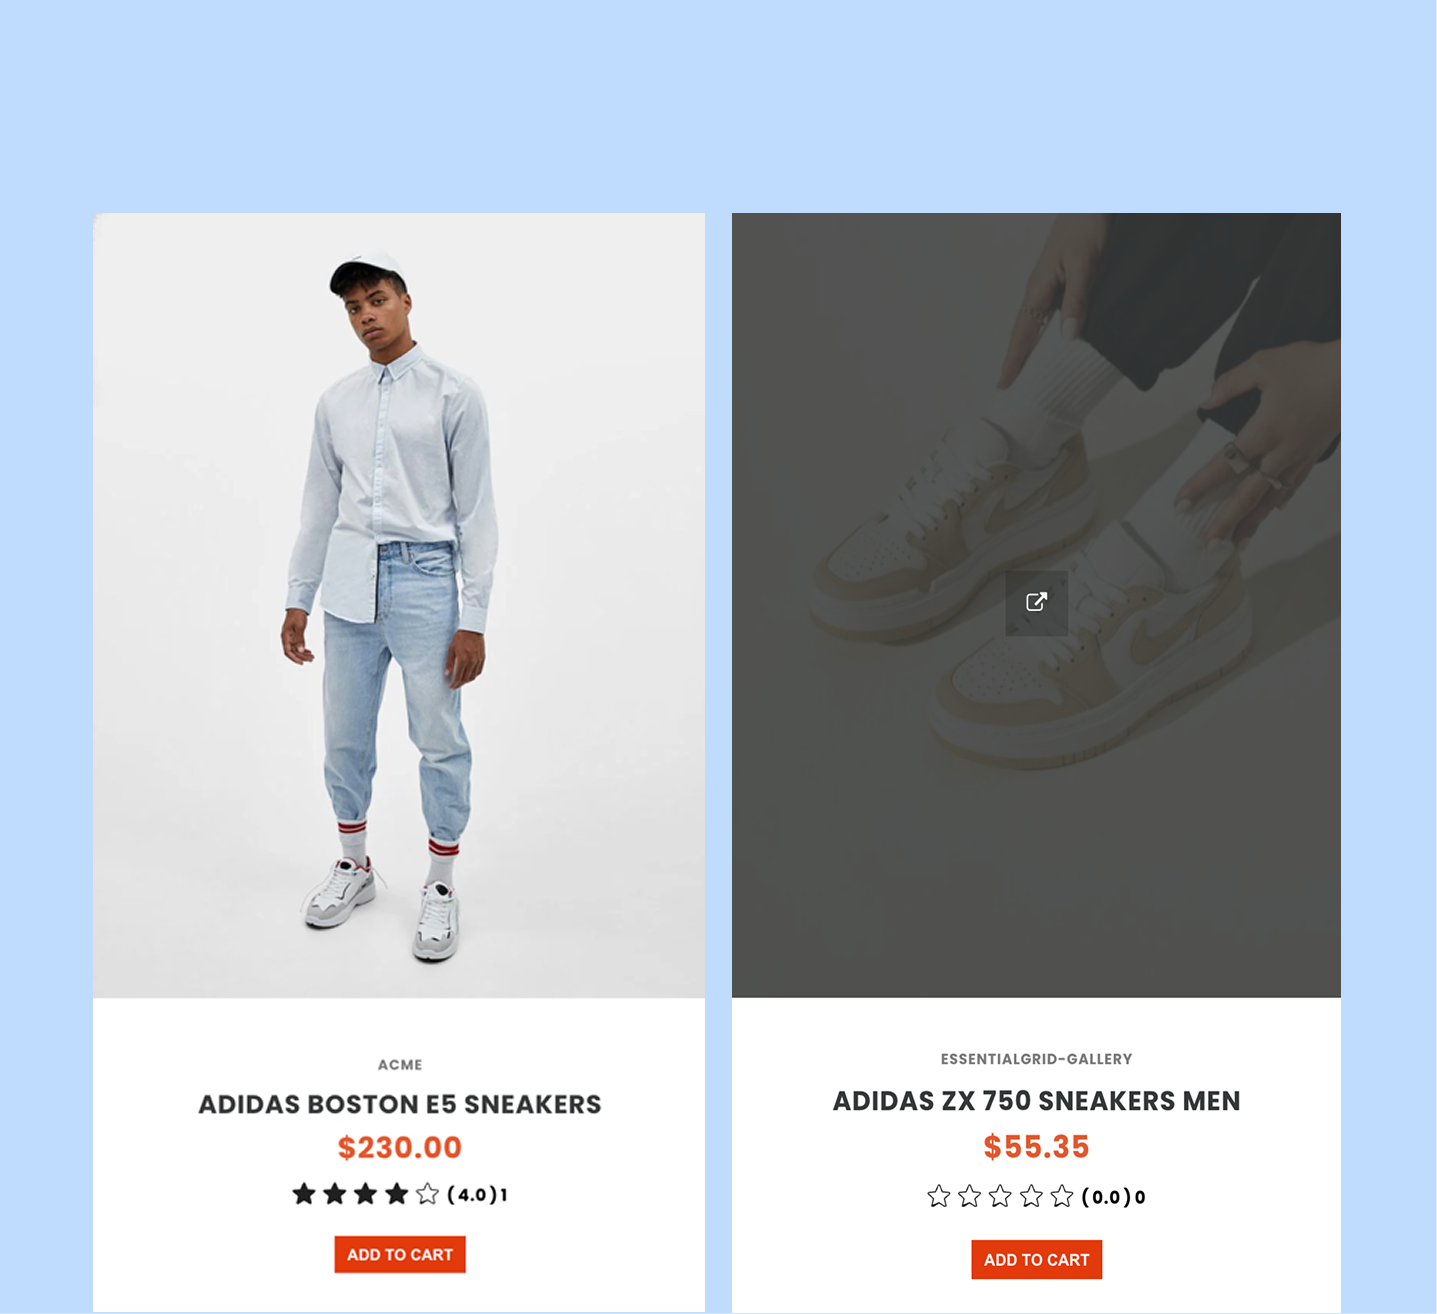 ACME
ADIDAS BOSTON E5 SNEAKERS
$230.00
(4.0)1
ADD TO CART
ESSENTIALGRID-GALLERY
ADIDAS ZX 750 SNEAKERS MEN
$55.35
(0.0)0
ADD TO CART